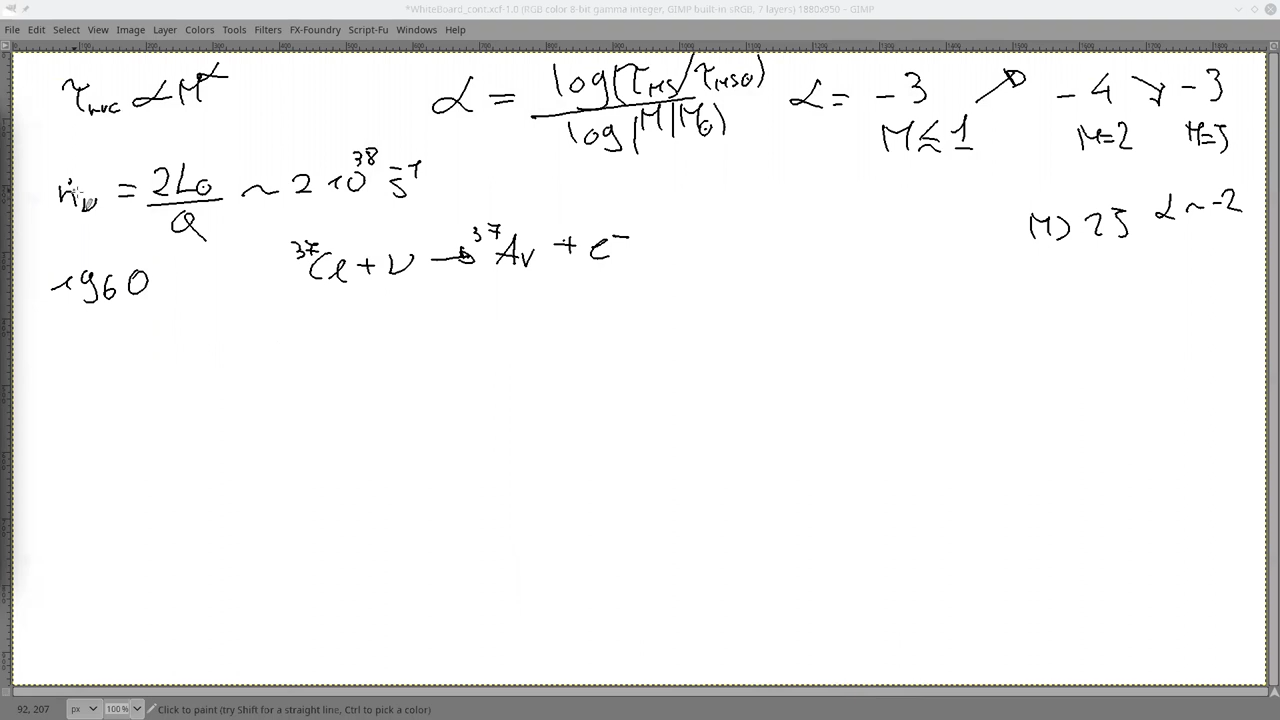 *WhiteBoard_cont.xcf-1.0 (RGB color 8-bit gamma integer, GIMP built-in sRGB, 7 layers) 1880x950 – GIMP
File Edit Select View Image Layer Colors Tools Filters FX-Foundry Script-Fu Windows Help
τ_nuc ∝ M^α α = log(τ_MS/τ_MS⊙) / log(M/M⊙) α = -3 ↗ -4 ↘ -3
M ≲ 1 M=2 M=5
ṅ_ν = 2L⊙/Q ~ 2 10^38 s^-1
M > 25 α ~ -2
^37Cl + ν → ^37Ar + e^-
1960
92, 207 px 100% Click to paint (try Shift for a straight line, Ctrl to pick a color)